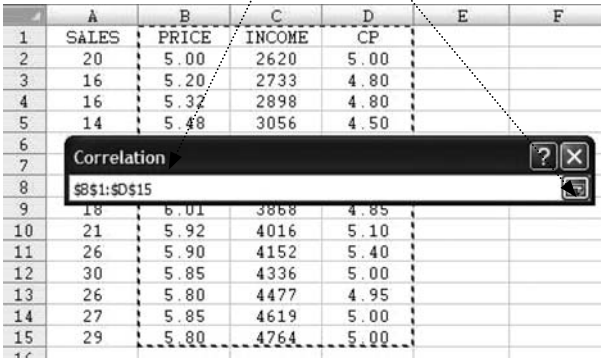 A B C D E F
1 SALES PRICE INCOME CP
2 20 5.00 2620 5.00
3 16 5.20 2733 4.80
4 16 5.32 2898 4.80
5 14 5.48 3056 4.50
6
7 Correlation ?
8 $B$1:$D$15
9 18 6.01 3868 4.85
10 21 5.92 4016 5.10
11 26 5.90 4152 5.40
12 30 5.85 4336 5.00
13 26 5.80 4477 4.95
14 27 5.85 4619 5.00
15 29 5.80 4764 5.00